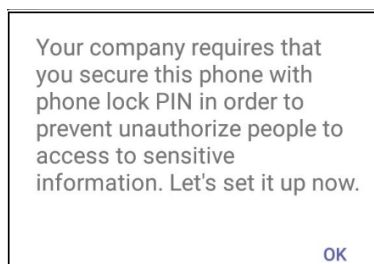 Your company requires that
you secure this phone with
phone lock PIN in order to
prevent unauthorize people to
access to sensitive
information. Let's set it up now.
OK